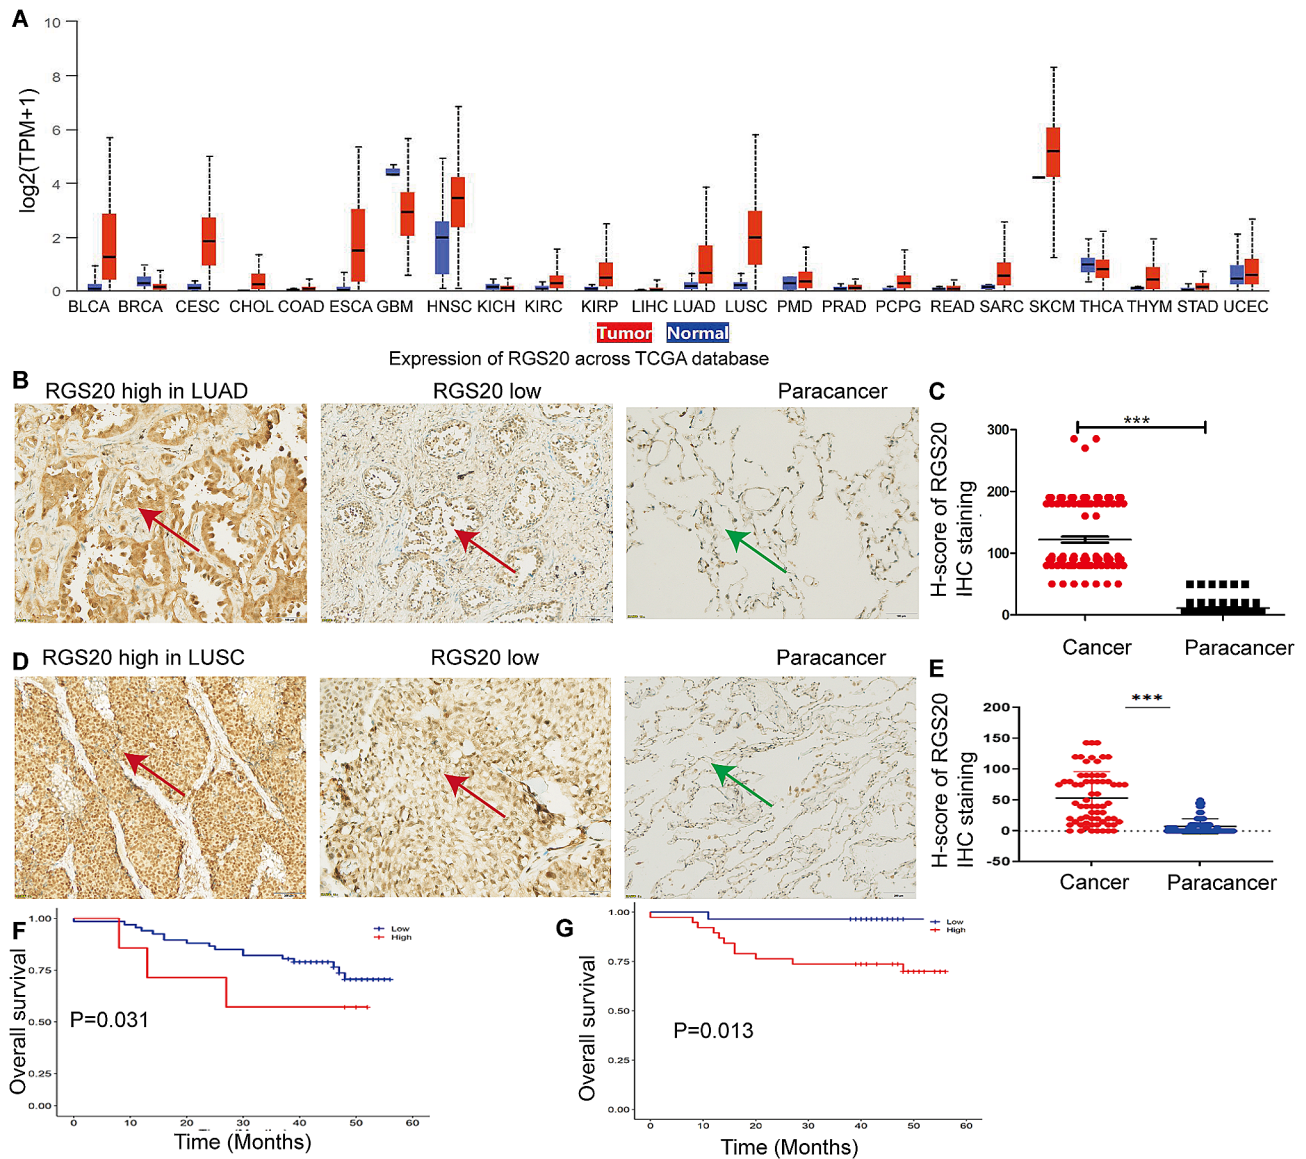 A
10
8
6
4
2
0
log2(TPM+1)
BLCA BRCA CESC CHOL COAD ESCA GBM HNSC KICH KIRC KIRP LIHC LUAD LUSC PMD PRAD PCPG READ SARC SKCM THCA THYM STAD UCEC
Tumor Normal
Expression of RGS20 across TCGA database
B
RGS20 high in LUAD RGS20 low Paracancer
C
H-score of RGS20
IHC staining
300
200
100
0
***
Cancer Paracancer
D
RGS20 high in LUSC RGS20 low Paracancer
E
H-score of RGS20
IHC staining
200
150
100
50
0
-50
***
Cancer Paracancer
F
Overall survival
1.00
0.75
0.50
0.25
0.00
Low
High
P=0.031
0 10 20 30 40 50 60
Time (Months)
G
Overall survival
1.00
0.75
0.50
0.25
0.00
Low
High
P=0.013
0 10 20 30 40 50 60
Time (Months)